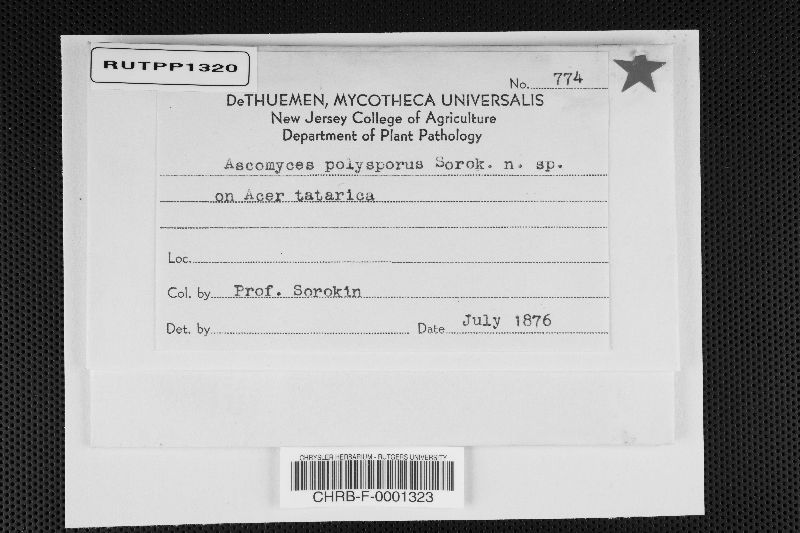 RUTPP1320
No. 774
DeTHUEMEN, MYCOTHECA UNIVERSALIS
New Jersey College of Agriculture
Department of Plant Pathology
Ascomyces polysporus Sorok. n. sp.
on Acer tatarica
Loc.
Col. by Prof. Sorokin
Det. by Date July 1876
CHRYSLER HERBARIUM - RUTGERS UNIVERSITY
CHRB-F-0001323